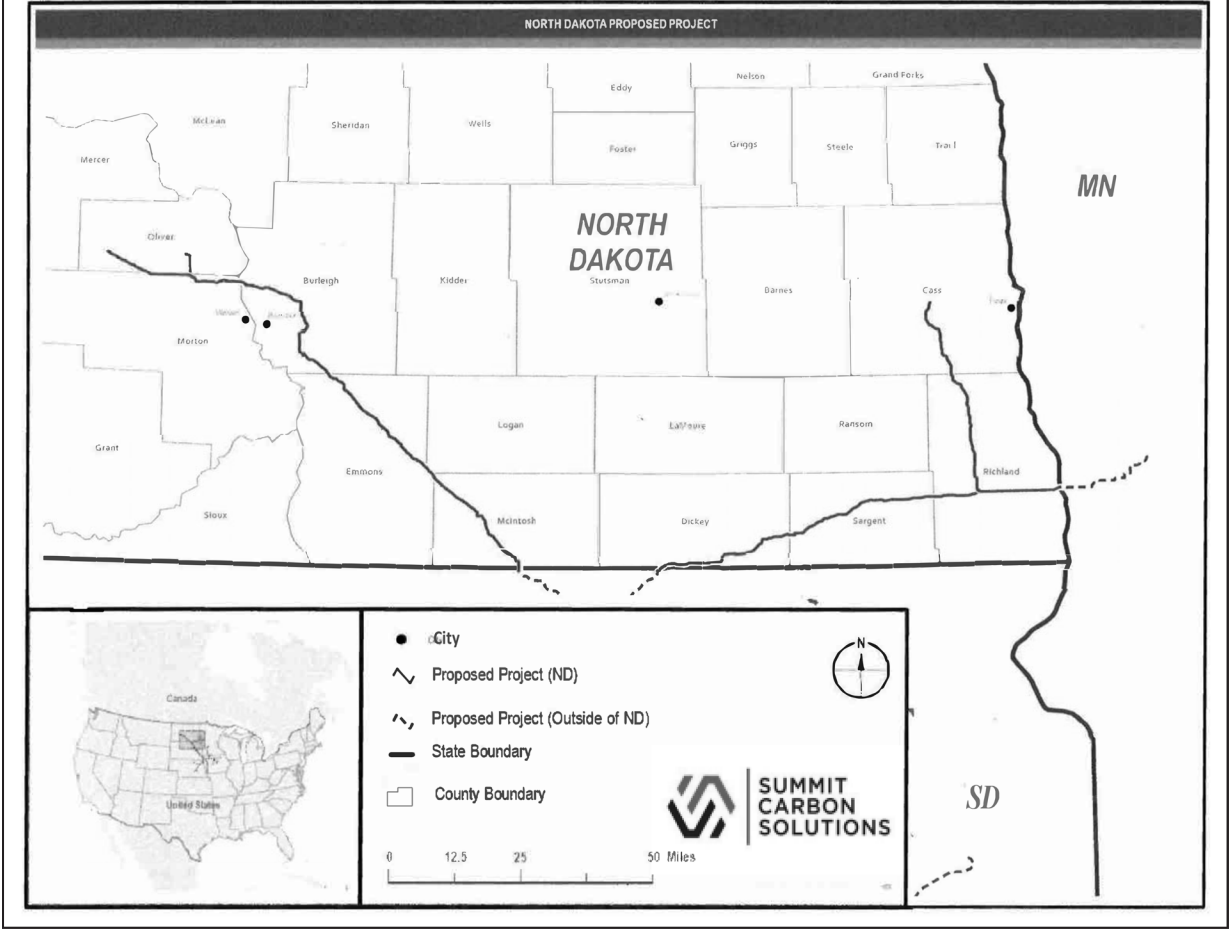 NORTH DAKOTA PROPOSED PROJECT
Nelson
Grand Forks
Eddy
McLean
Sheridan
Wells
Foster
Griggs
Steele
Traill
Mercer
MN
NORTH
DAKOTA
Oliver
Burleigh
Kidder
Stutsman
Barnes
Cass
Morton
Logan
LaMoure
Ransom
Grant
Emmons
Richland
Sioux
McIntosh
Dickey
Sargent
City
Proposed Project (ND)
Proposed Project (Outside of ND)
State Boundary
County Boundary
N
Canada
United States
SUMMIT
CARBON
SOLUTIONS
SD
0 12.5 25 50 Miles